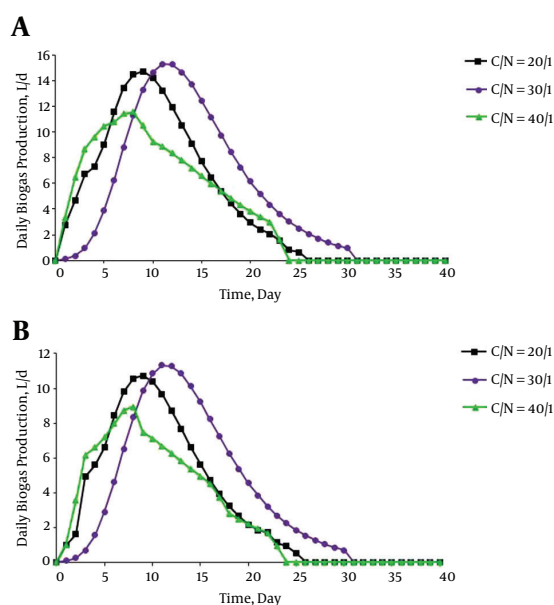 A
Daily Biogas Production, L/d
16
14
12
10
8
6
4
2
0
0 5 10 15 20 25 30 35 40
Time, Day
C/N = 20/1
C/N = 30/1
C/N = 40/1
B
Daily Biogas Production, L/d
12
10
8
6
4
2
0
0 5 10 15 20 25 30 35 40
Time, Day
C/N = 20/1
C/N = 30/1
C/N = 40/1